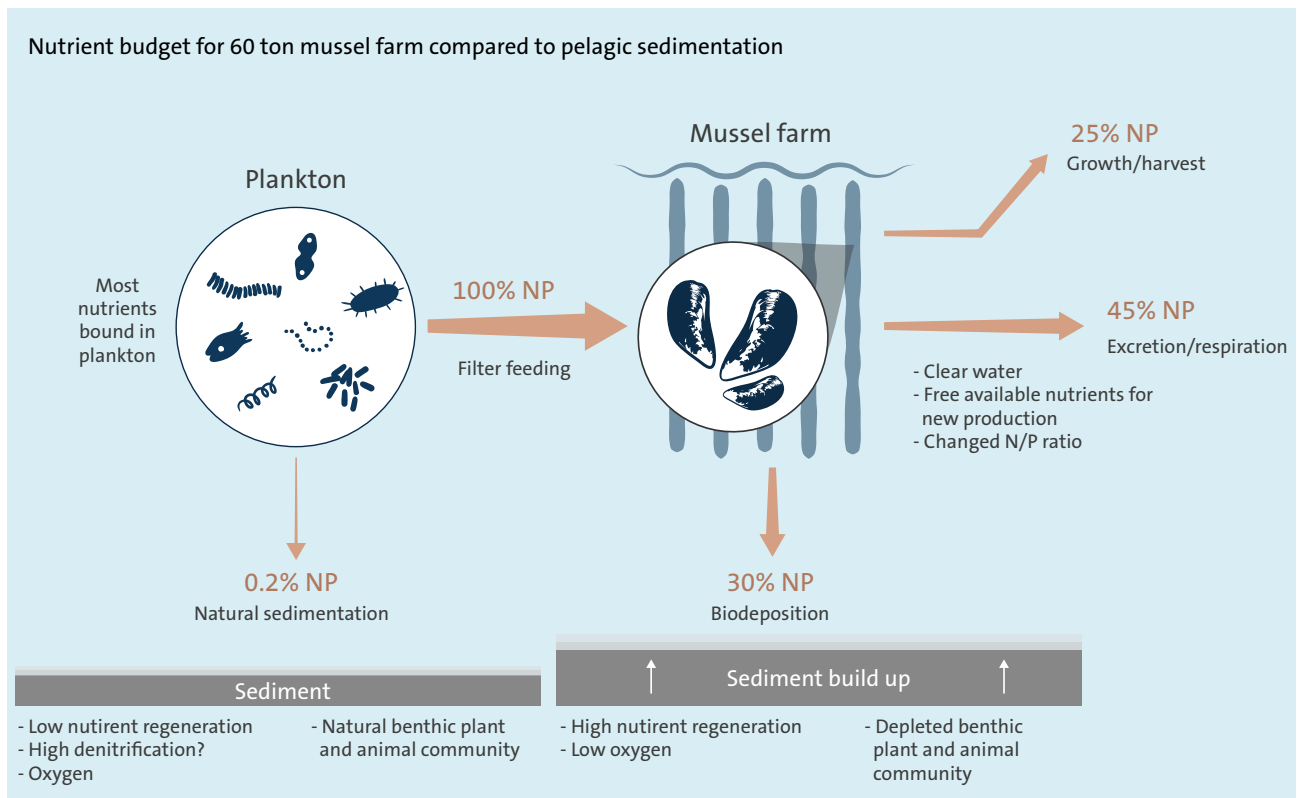 Nutrient budget for 60 ton mussel farm compared to pelagic sedimentation
Plankton
Most
nutrients
bound in
plankton
100% NP
Filter feeding
Mussel farm
25% NP
Growth/harvest
45% NP
Excretion/respiration
- Clear water
- Free available nutrients for
new production
- Changed N/P ratio
0.2% NP
Natural sedimentation
30% NP
Biodeposition
Sediment
- Low nutirent regeneration
- High denitrification?
- Oxygen
- Natural benthic plant
and animal community
Sediment build up
- High nutirent regeneration
- Low oxygen
- Depleted benthic
plant and animal
community